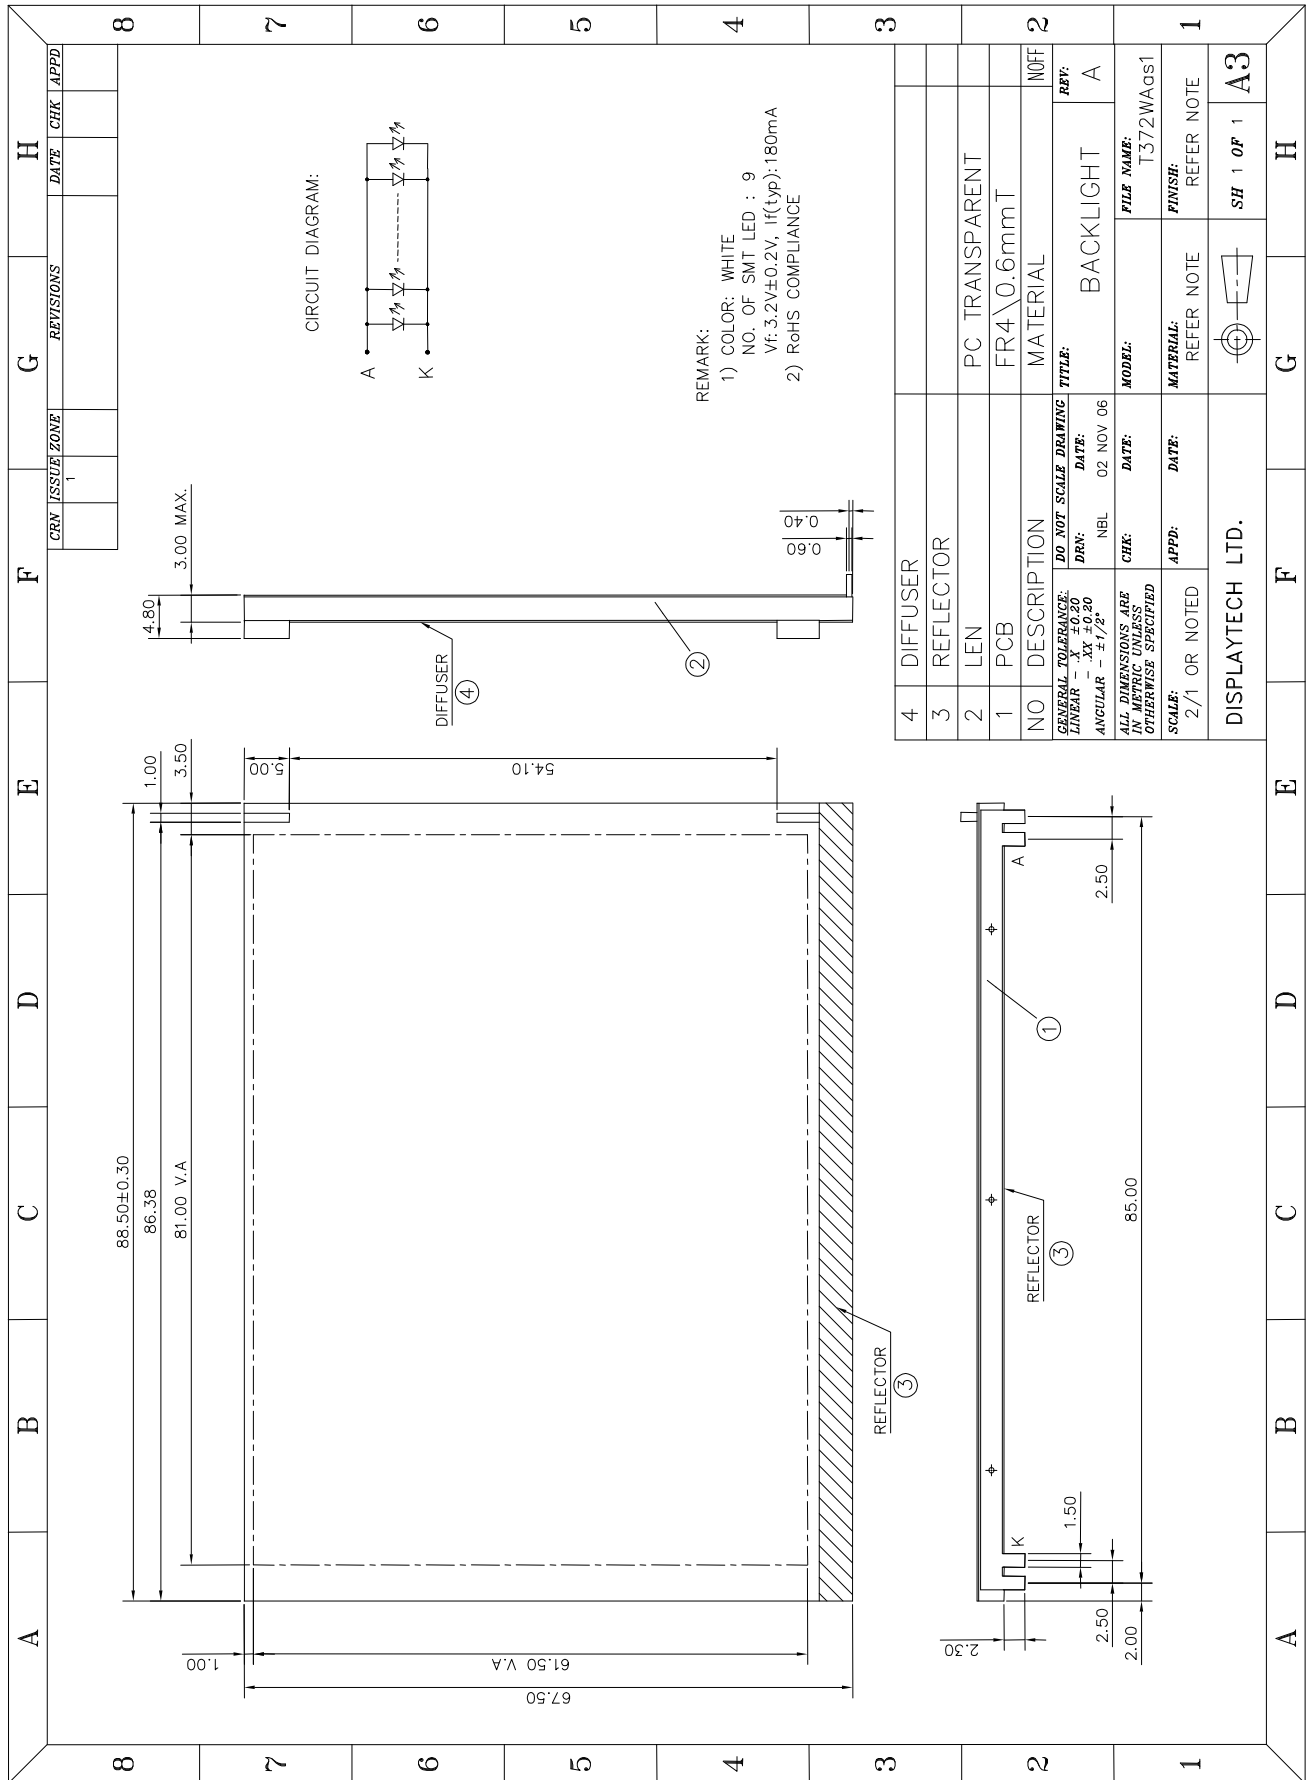 A B C D E F G H
8
7
6
5
4
3
2
1
CRN ISSUE ZONE REVISIONS DATE CHK APPD
1
88.50±0.30
86.38
1.00
81.00 V.A
3.50
1.00
61.50 V.A
67.50
5.00
54.10
REFLECTOR
3
4.80
3.00 MAX.
DIFFUSER
4
2
0.60
0.40
CIRCUIT DIAGRAM:
A
K
REMARK:
1) COLOR: WHITE
NO. OF SMT LED : 9
Vf: 3.2V±0.2V, If(typ):180mA
2) RoHS COMPLIANCE
2.30
K
A
1
REFLECTOR
3
1.50
2.50
2.00
85.00
2.50
4 DIFFUSER
3 REFLECTOR
2 LEN PC TRANSPARENT
1 PCB FR4\0.6mmT
NO DESCRIPTION MATERIAL NOFF
GENERAL TOLERANCE:
LINEAR - .X ±0.20
- .XX ±0.20
ANGULAR - ±1/2°
DO NOT SCALE DRAWING
DRN: DATE:
NBL 02 NOV 06
TITLE:
BACKLIGHT
REV:
A
ALL DIMENSIONS ARE
IN METRIC UNLESS
OTHERWISE SPECIFIED
CHK: DATE:
MODEL:
FILE NAME:
T372WAas1
SCALE:
2/1 OR NOTED
APPD: DATE:
MATERIAL:
REFER NOTE
FINISH:
REFER NOTE
DISPLAYTECH LTD.
SH 1 OF 1
A3
8
7
6
5
4
3
2
1
A B C D E F G H